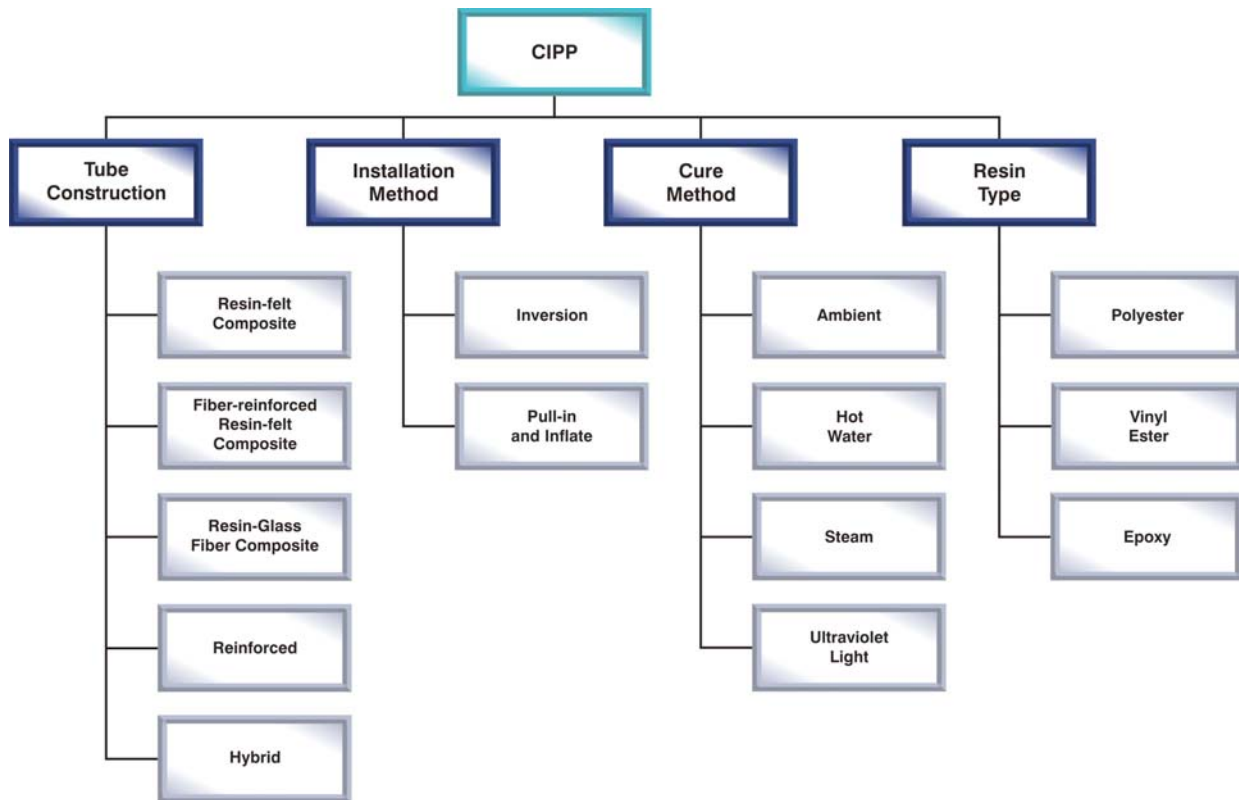 CIPP
Tube
Construction
Installation
Method
Cure
Method
Resin
Type
Resin-felt
Composite
Fiber-reinforced
Resin-felt
Composite
Resin-Glass
Fiber Composite
Reinforced
Hybrid
Inversion
Pull-in
and Inflate
Ambient
Hot
Water
Steam
Ultraviolet
Light
Polyester
Vinyl
Ester
Epoxy